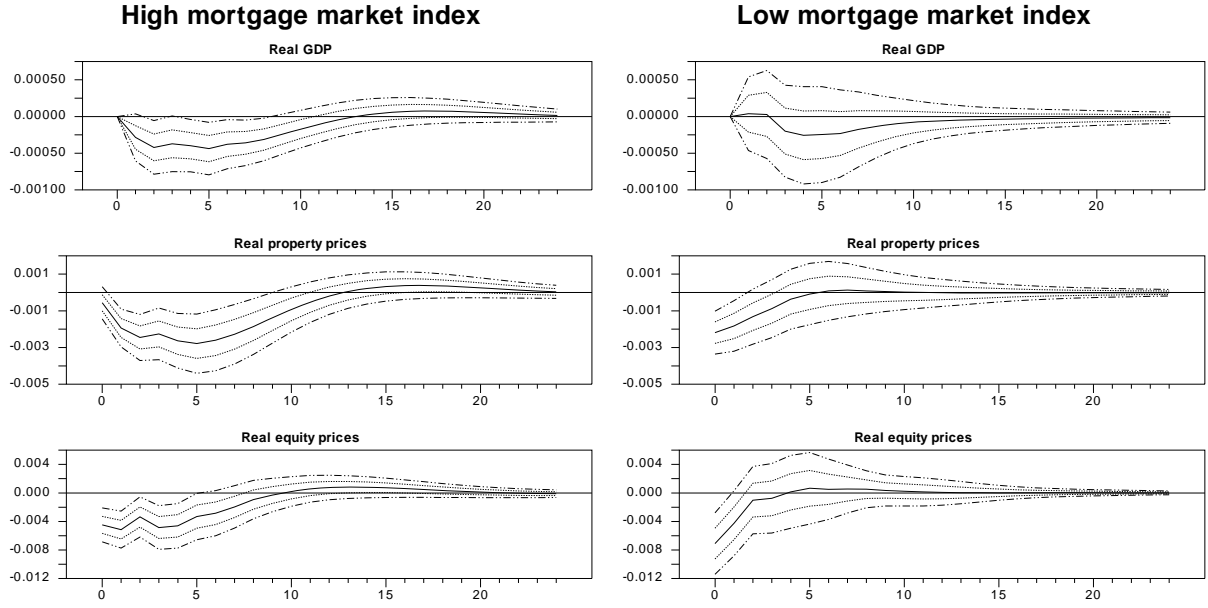 High mortgage market index
Low mortgage market index
Real GDP
0.00050
0.00000
-0.00050
-0.00100
0 5 10 15 20
Real GDP
0.00050
0.00000
-0.00050
-0.00100
0 5 10 15 20
Real property prices
0.001
-0.001
-0.003
-0.005
0 5 10 15 20
Real property prices
0.001
-0.001
-0.003
-0.005
0 5 10 15 20
Real equity prices
0.004
0.000
-0.004
-0.008
-0.012
0 5 10 15 20
Real equity prices
0.004
0.000
-0.004
-0.008
-0.012
0 5 10 15 20